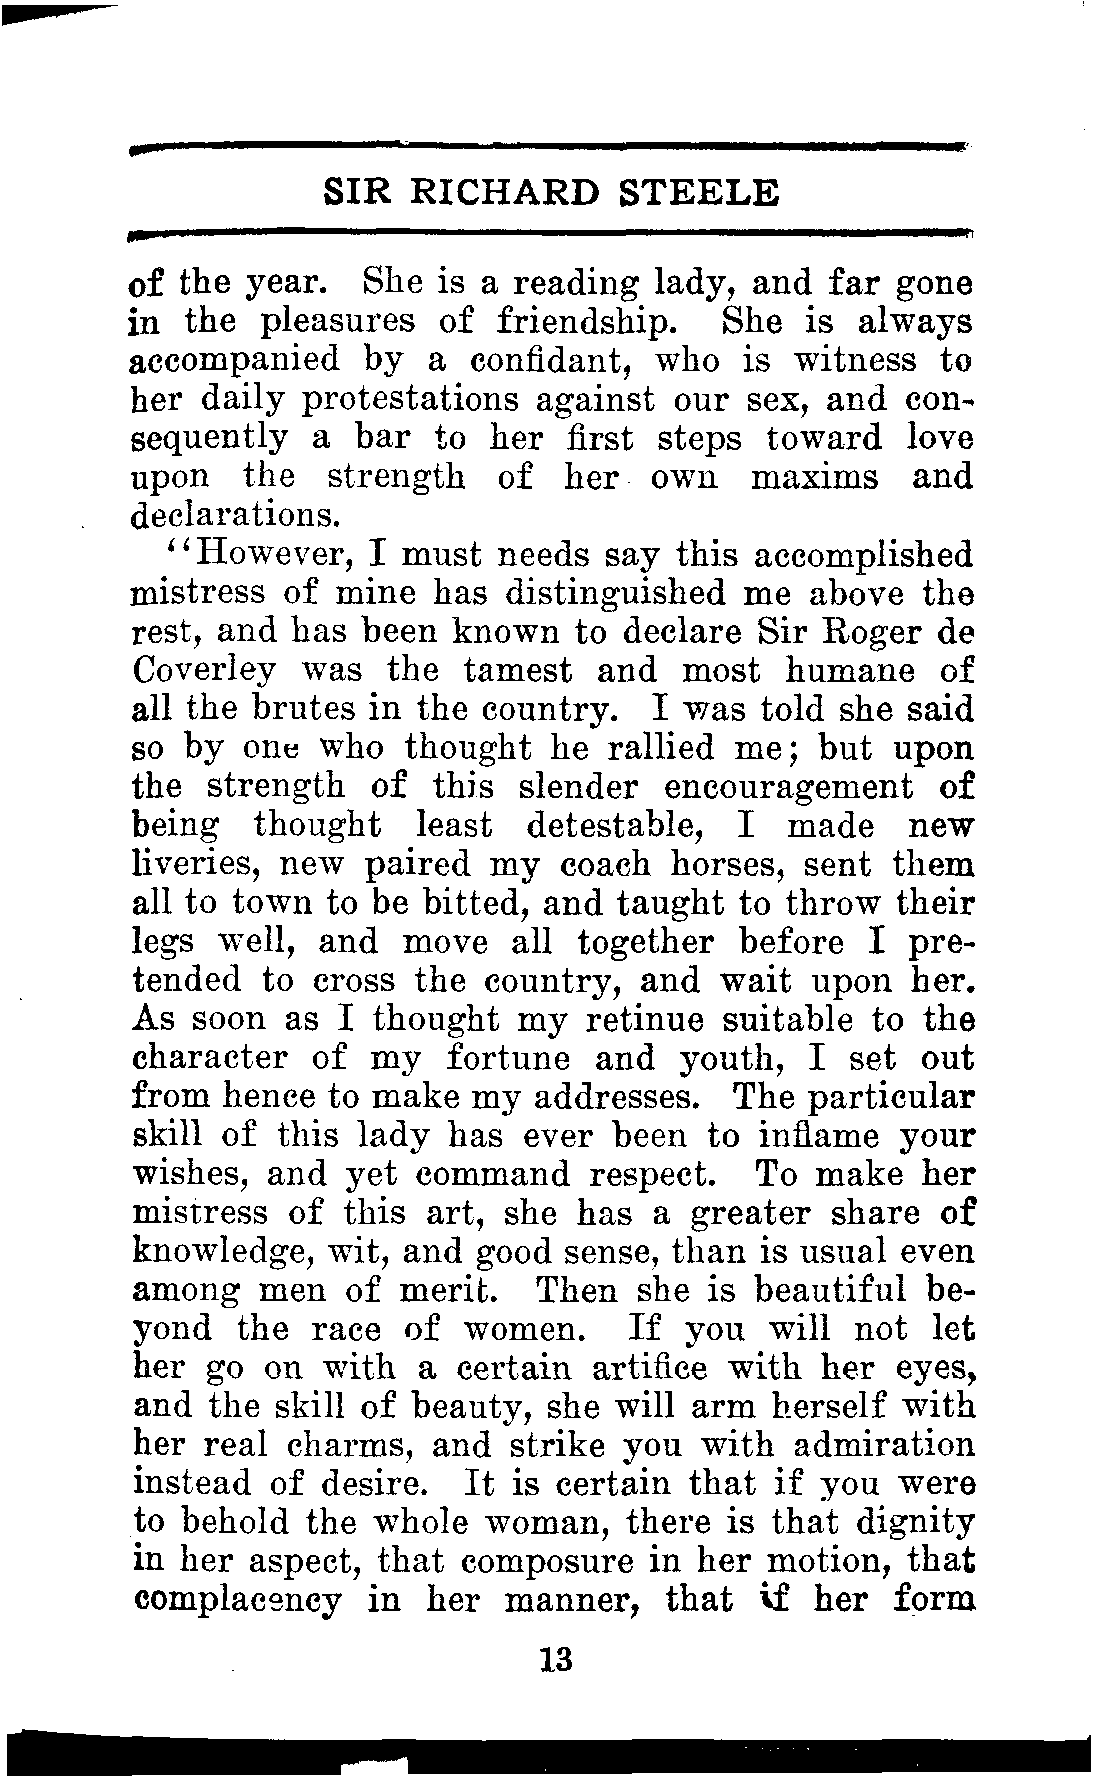 SIR RICHARD STEELE
of the year. She is a reading lady, and far gone
in the pleasures of friendship. She is always
accompanied by a confidant, who is witness to
her daily protestations against our sex, and con-
sequently a bar to her first steps toward love
upon the strength of her own maxims and
declarations.
"However, I must needs say this accomplished
mistress of mine has distinguished me above the
rest, and has been known to declare Sir Roger de
Coverley was the tamest and most humane of
all the brutes in the country. I was told she said
so by one who thought he rallied me; but upon
the strength of this slender encouragement of
being thought least detestable, I made new
liveries, new paired my coach horses, sent them
all to town to be bitted, and taught to throw their
legs well, and move all together before I pre-
tended to cross the country, and wait upon her.
As soon as I thought my retinue suitable to the
character of my fortune and youth, I set out
from hence to make my addresses. The particular
skill of this lady has ever been to inflame your
wishes, and yet command respect. To make her
mistress of this art, she has a greater share of
knowledge, wit, and good sense, than is usual even
among men of merit. Then she is beautiful be-
yond the race of women. If you will not let
her go on with a certain artifice with her eyes,
and the skill of beauty, she will arm herself with
her real charms, and strike you with admiration
instead of desire. It is certain that if you were
to behold the whole woman, there is that dignity
in her aspect, that composure in her motion, that
complacency in her manner, that if her form
13